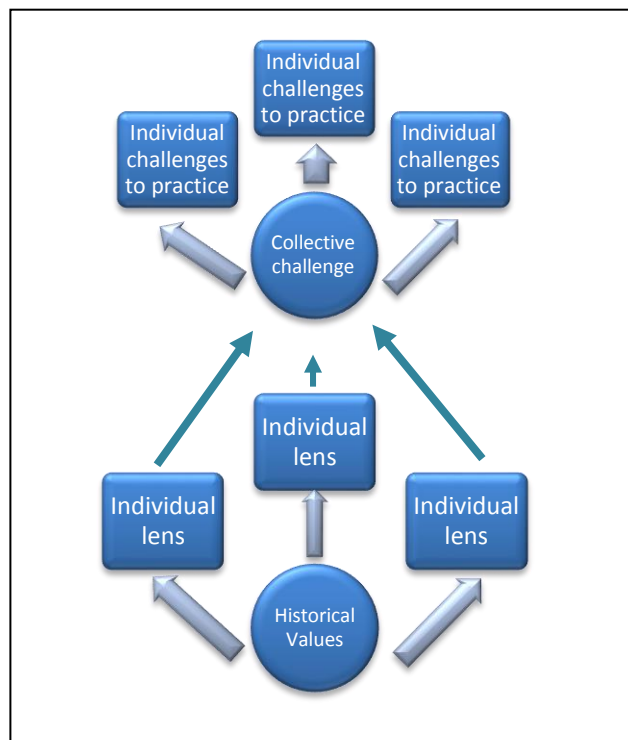 Individual
challenges
to practice
Individual
challenges
to practice
Individual
challenges
to practice
Collective
challenge
Individual
lens
Individual
lens
Individual
lens
Historical
Values